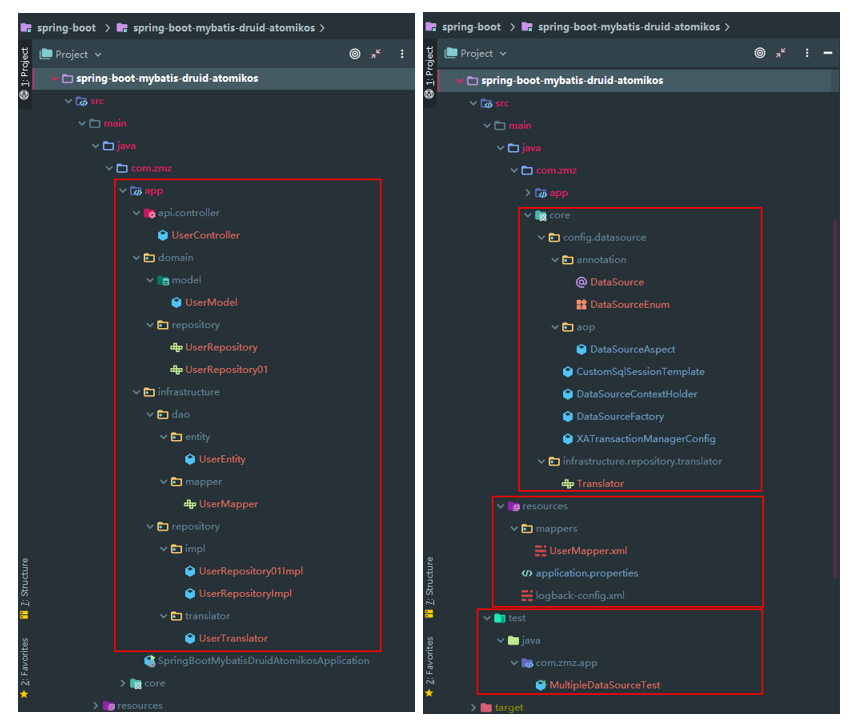 spring-boot > spring-boot-mybatis-druid-atomikos >
Project
1: Project
spring-boot-mybatis-druid-atomikos
src
main
java
com.zmz
app
api.controller
UserController
domain
model
UserModel
repository
UserRepository
UserRepository01
infrastructure
dao
entity
UserEntity
mapper
UserMapper
repository
impl
UserRepository01Impl
UserRepositoryImpl
translator
UserTranslator
SpringBootMybatisDruidAtomikosApplication
core
resources
7: Structure
2: Favorites
spring-boot > spring-boot-mybatis-druid-atomikos >
Project
1: Project
spring-boot-mybatis-druid-atomikos
src
main
java
com.zmz
app
core
config.datasource
annotation
DataSource
DataSourceEnum
aop
DataSourceAspect
CustomSqlSessionTemplate
DataSourceContextHolder
DataSourceFactory
XATransactionManagerConfig
infrastructure.repository.translator
Translator
resources
mappers
UserMapper.xml
application.properties
logback-config.xml
test
java
com.zmz.app
MultipleDataSourceTest
target
7: Structure
2: Favorites